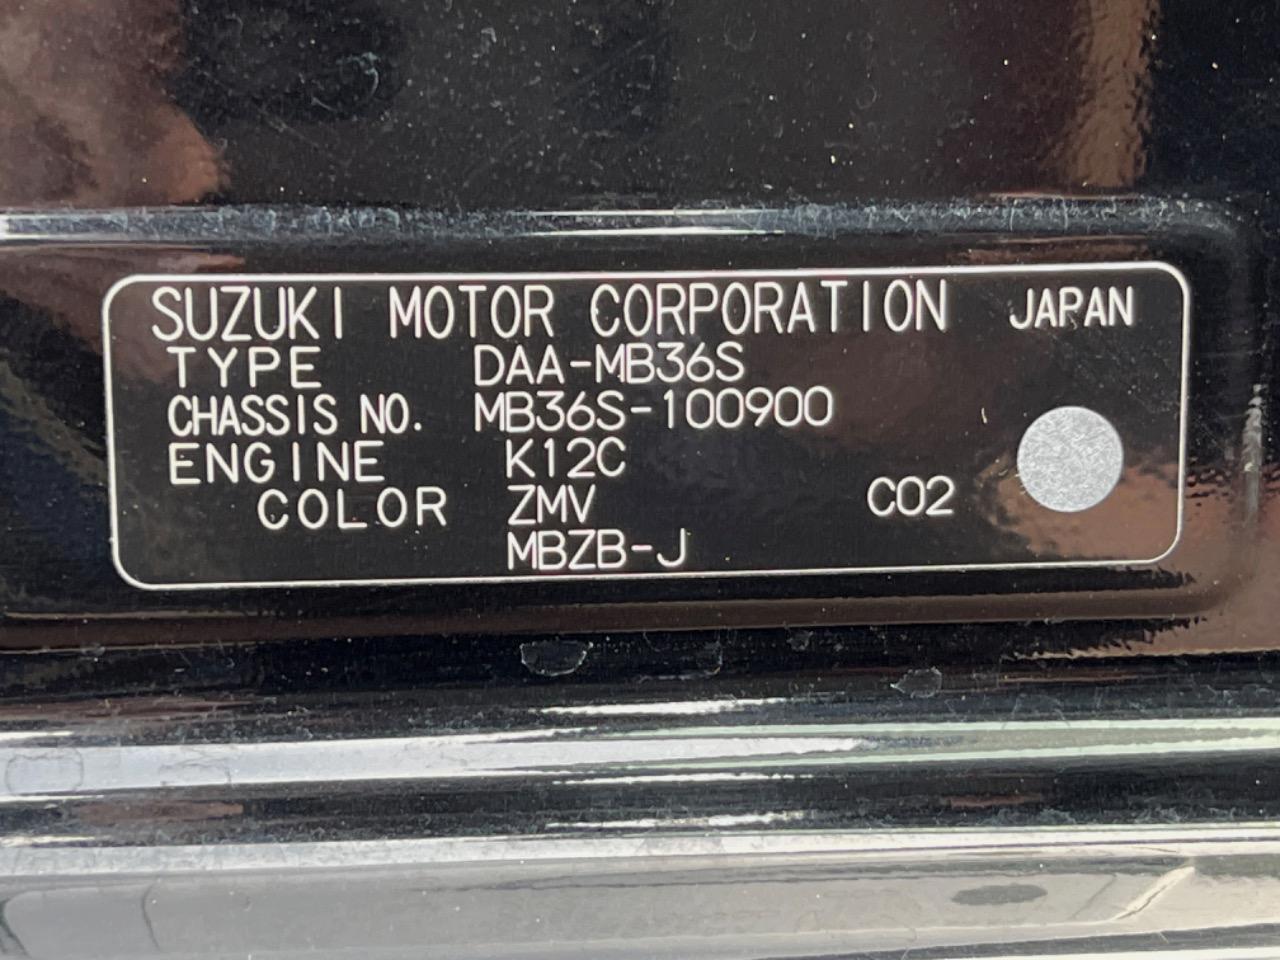 SUZUKI MOTOR CORPORATION JAPAN
TYPE DAA-MB36S
CHASSIS NO. MB36S-100900
ENGINE K12C
COLOR ZMV C02
MBZB-J